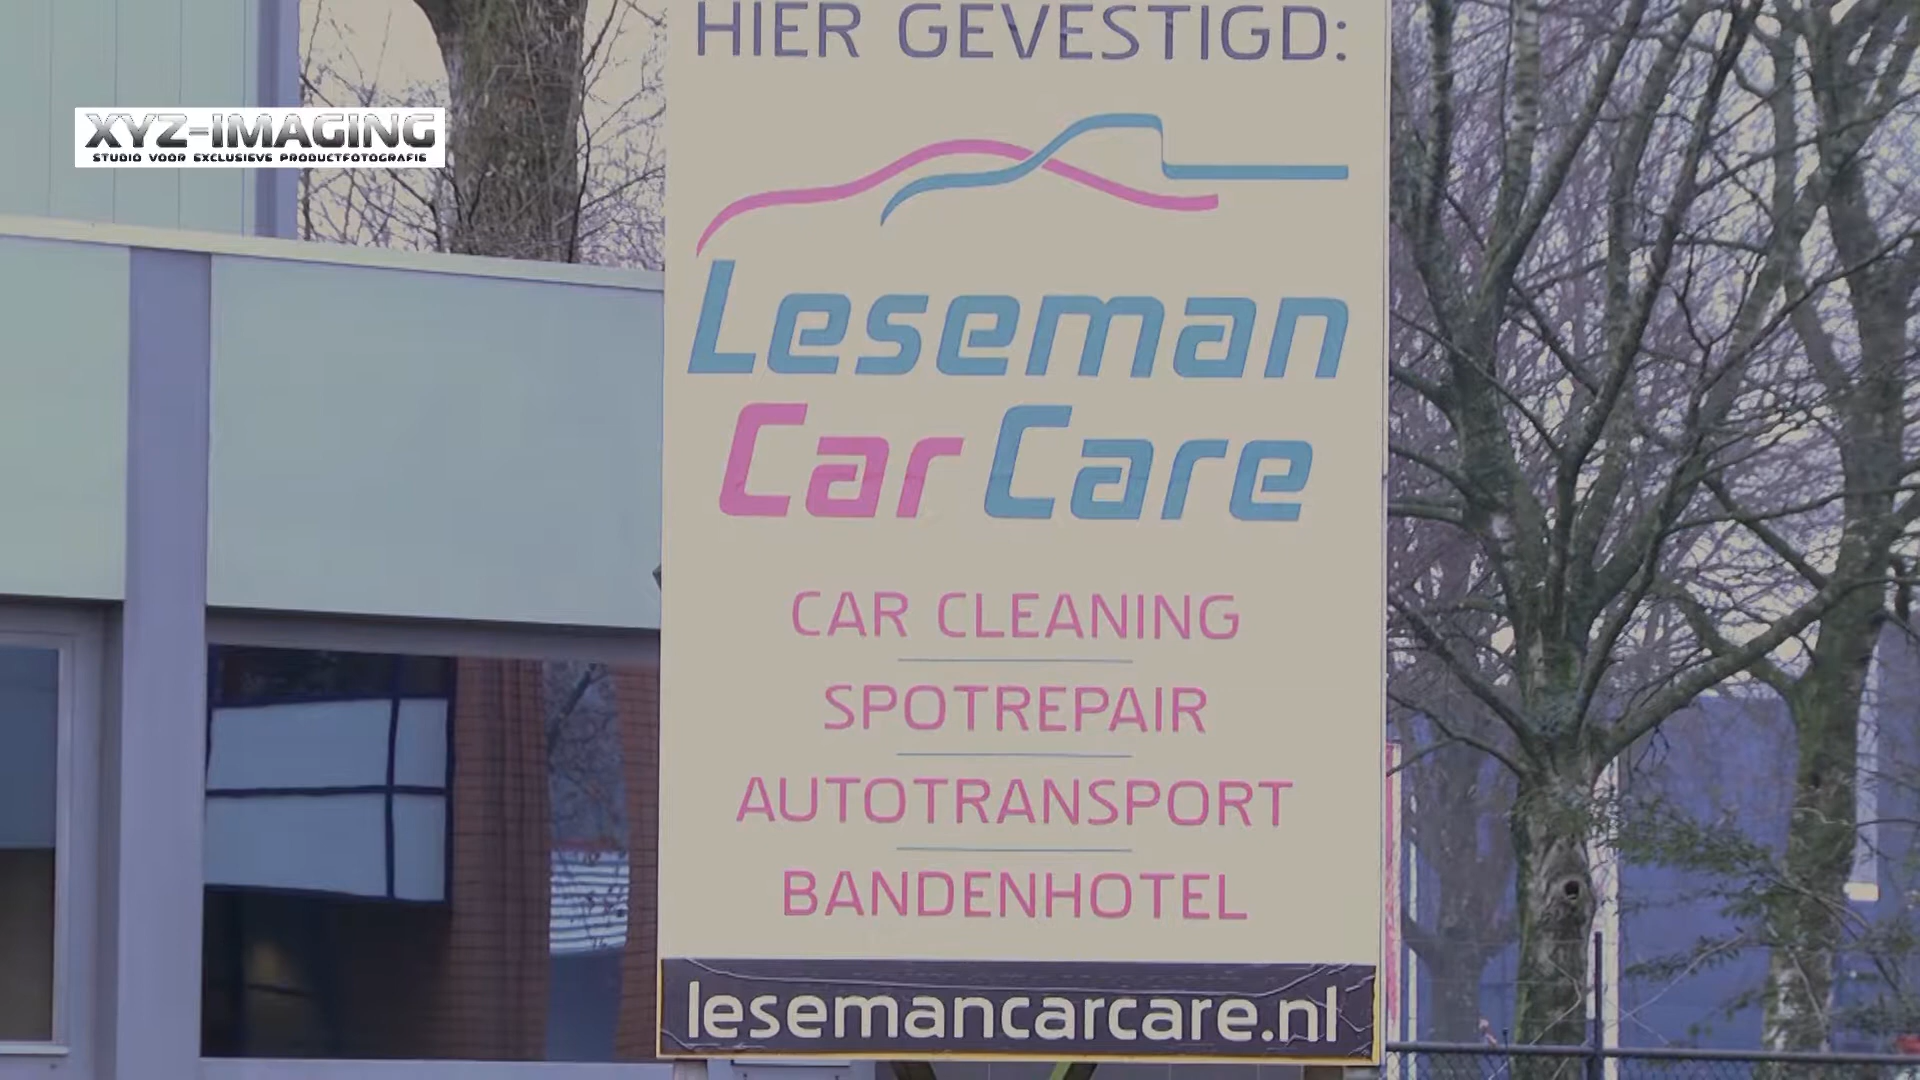 XYZ-IMAGING
STUDIO VOOR EXCLUSIEVE PRODUCTFOTOGRAFIE
HIER GEVESTIGD:
Leseman
Car Care
CAR CLEANING
SPOTREPAIR
AUTOTRANSPORT
BANDENHOTEL
lesemancarcare.nl